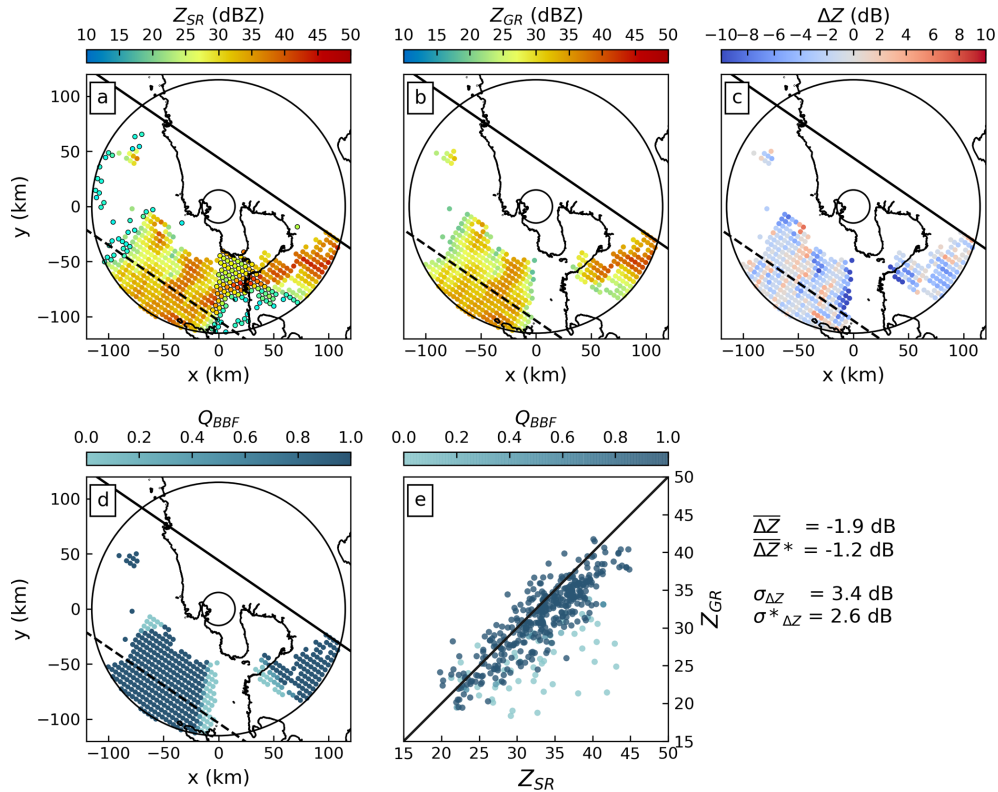 Z_SR (dBZ) Z_GR (dBZ) ΔZ (dB)
10 15 20 25 30 35 40 45 50 10 15 20 25 30 35 40 45 50 −10−8 −6 −4 −2 0 2 4 6 8 10
a b c
100
50
0
−50
−100
y (km)
−100 −50 0 50 100 −100 −50 0 50 100 −100 −50 0 50 100
x (km) x (km) x (km)
Q_BBF Q_BBF
0.0 0.2 0.4 0.6 0.8 1.0 0.0 0.2 0.4 0.6 0.8 1.0
d e
100
50
0
−50
−100
y (km)
50
45
40
35
30
25
20
15
Z_GR
−100 −50 0 50 100 15 20 25 30 35 40 45 50
x (km) Z_SR
ΔZ = -1.9 dB
ΔZ * = -1.2 dB
σ_ΔZ = 3.4 dB
σ*_ΔZ = 2.6 dB